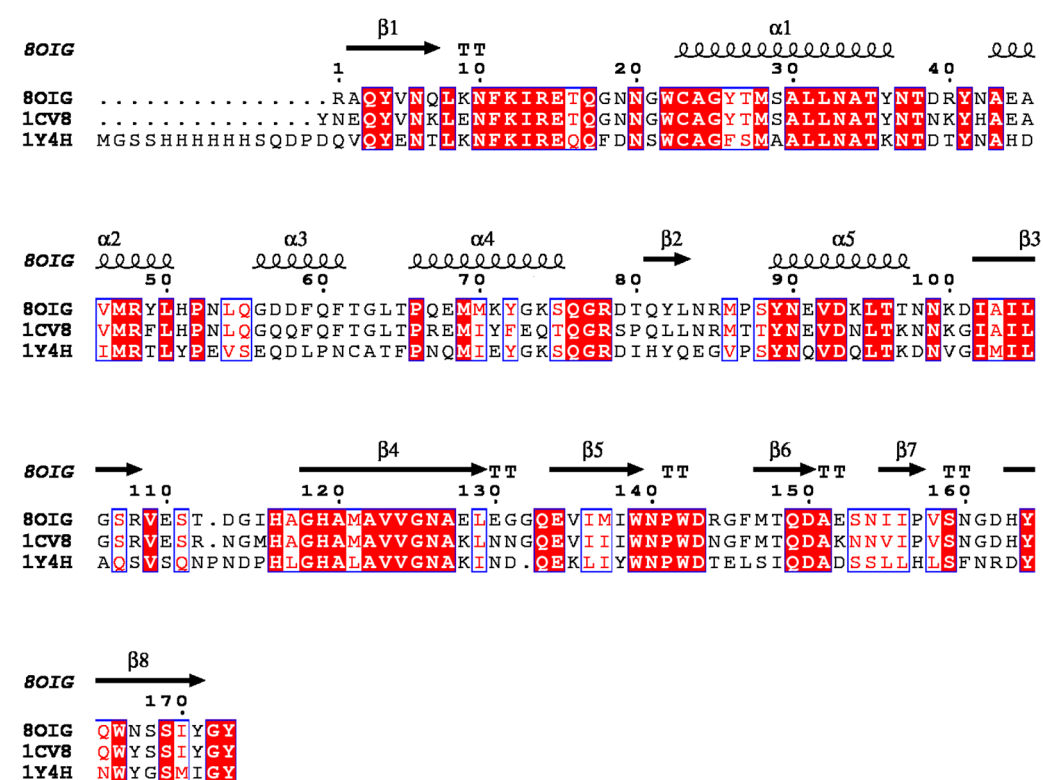 β1 α1
8OIG TT
1 10 20 30 40
8OIG ...............RAQYVNQLKNFKIRETQGNNGWCAGYTMSALLNATYNTDRYNAEA
1CV8 ..............YNEQYVNKLENFKIRETQGNNGWCAGYTMSALLNATYNTNKYHAEA
1Y4H MGSSHHHHHHSQDPDQVQYENTLKNFKIREQQFDNSWCAGFSMAALLNATKNTDTYNAHD
α2 α3 α4 β2 α5 β3
8OIG
50 60 70 80 90 100
8OIG VMRYLHPNLQGDDFQFTGLTPQEMMKYGKSQGRDTQYLNRMPSYNEVDKLTTNNKDIAIL
1CV8 VMRFLHPNLQGQQFQFTGLTPREMIYFEQTQGRSPQLLNRMTTYNEVDNLTKNNKGIAIL
1Y4H IMRTLYPEVSEQDLPNCATFPNQMIEYGKSQGRDIHYQEGVPSYNQVDQLTKDNVGIMIL
β4 β5 β6 β7
8OIG TT TT TT TT
110 120 130 140 150 160
8OIG GSRVEST.DGIHAGHAMAVVGNAELEGGQEVIMIWNPWDRGFMTQDAESNIIPVSNGDHY
1CV8 GSRVESR.NGMHAGHAMAVVGNAKLNNGQEVIIIWNPWDNGFMTQDAKNNVIPVSNGDHY
1Y4H AQSVSQNPNDPHLGHALAVVGNAKIND.QEKLIYWNPWDTELSIQDADSSLLHLSFNRDY
β8
8OIG
170
8OIG QWNSSIYGY
1CV8 QWYSSIYGY
1Y4H NWYGSMIGY